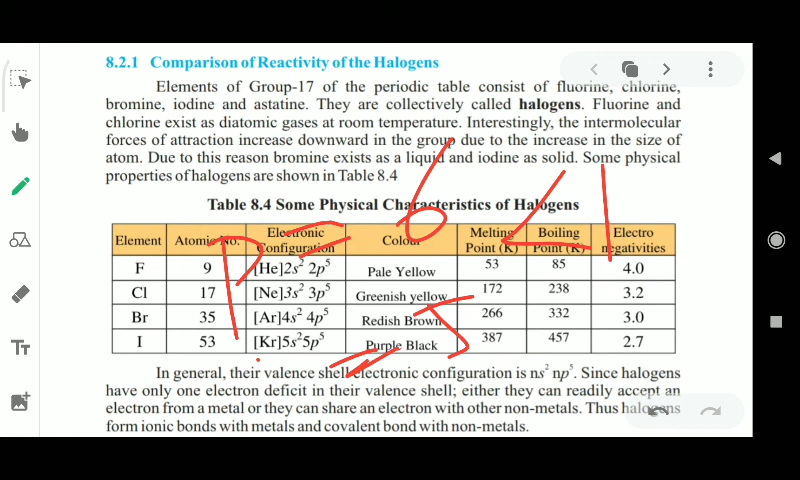 8.2.1 Comparison of Reactivity of the Halogens
Elements of Group-17 of the periodic table consist of fluorine, chlorine,
bromine, iodine and astatine. They are collectively called halogens. Fluorine and
chlorine exist as diatomic gases at room temperature. Interestingly, the intermolecular
forces of attraction increase downward in the group due to the increase in the size of
atom. Due to this reason bromine exists as a liquid and iodine as solid. Some physical
properties of halogens are shown in Table 8.4
Table 8.4 Some Physical Characteristics of Halogens
Element Atomic No. Electronic Configuration Colour Melting Point (K) Boiling Point (K) Electro negativities
F 9 [He]2s² 2p⁵ Pale Yellow 53 85 4.0
Cl 17 [Ne]3s² 3p⁵ Greenish yellow 172 238 3.2
Br 35 [Ar]4s² 4p⁵ Redish Brown 266 332 3.0
I 53 [Kr]5s²5p⁵ Purple Black 387 457 2.7
In general, their valence shell electronic configuration is ns² np⁵. Since halogens
have only one electron deficit in their valence shell; either they can readily accept an
electron from a metal or they can share an electron with other non-metals. Thus halogens
form ionic bonds with metals and covalent bond with non-metals.
Tт